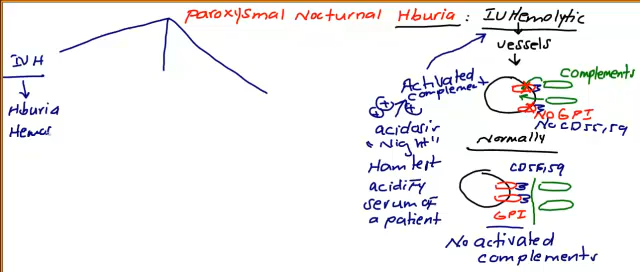 Paroxysmal Nocturnal Hburia : IV Hemolytic
vessels
IVH
Hburia
Hemos
Activated
complement
acidosis
"Night"
Ham test
acidify
serum of
a patient
complements
NO GPI
NO CD55,59
Normally
CD55,59
GPI
No activated
complements